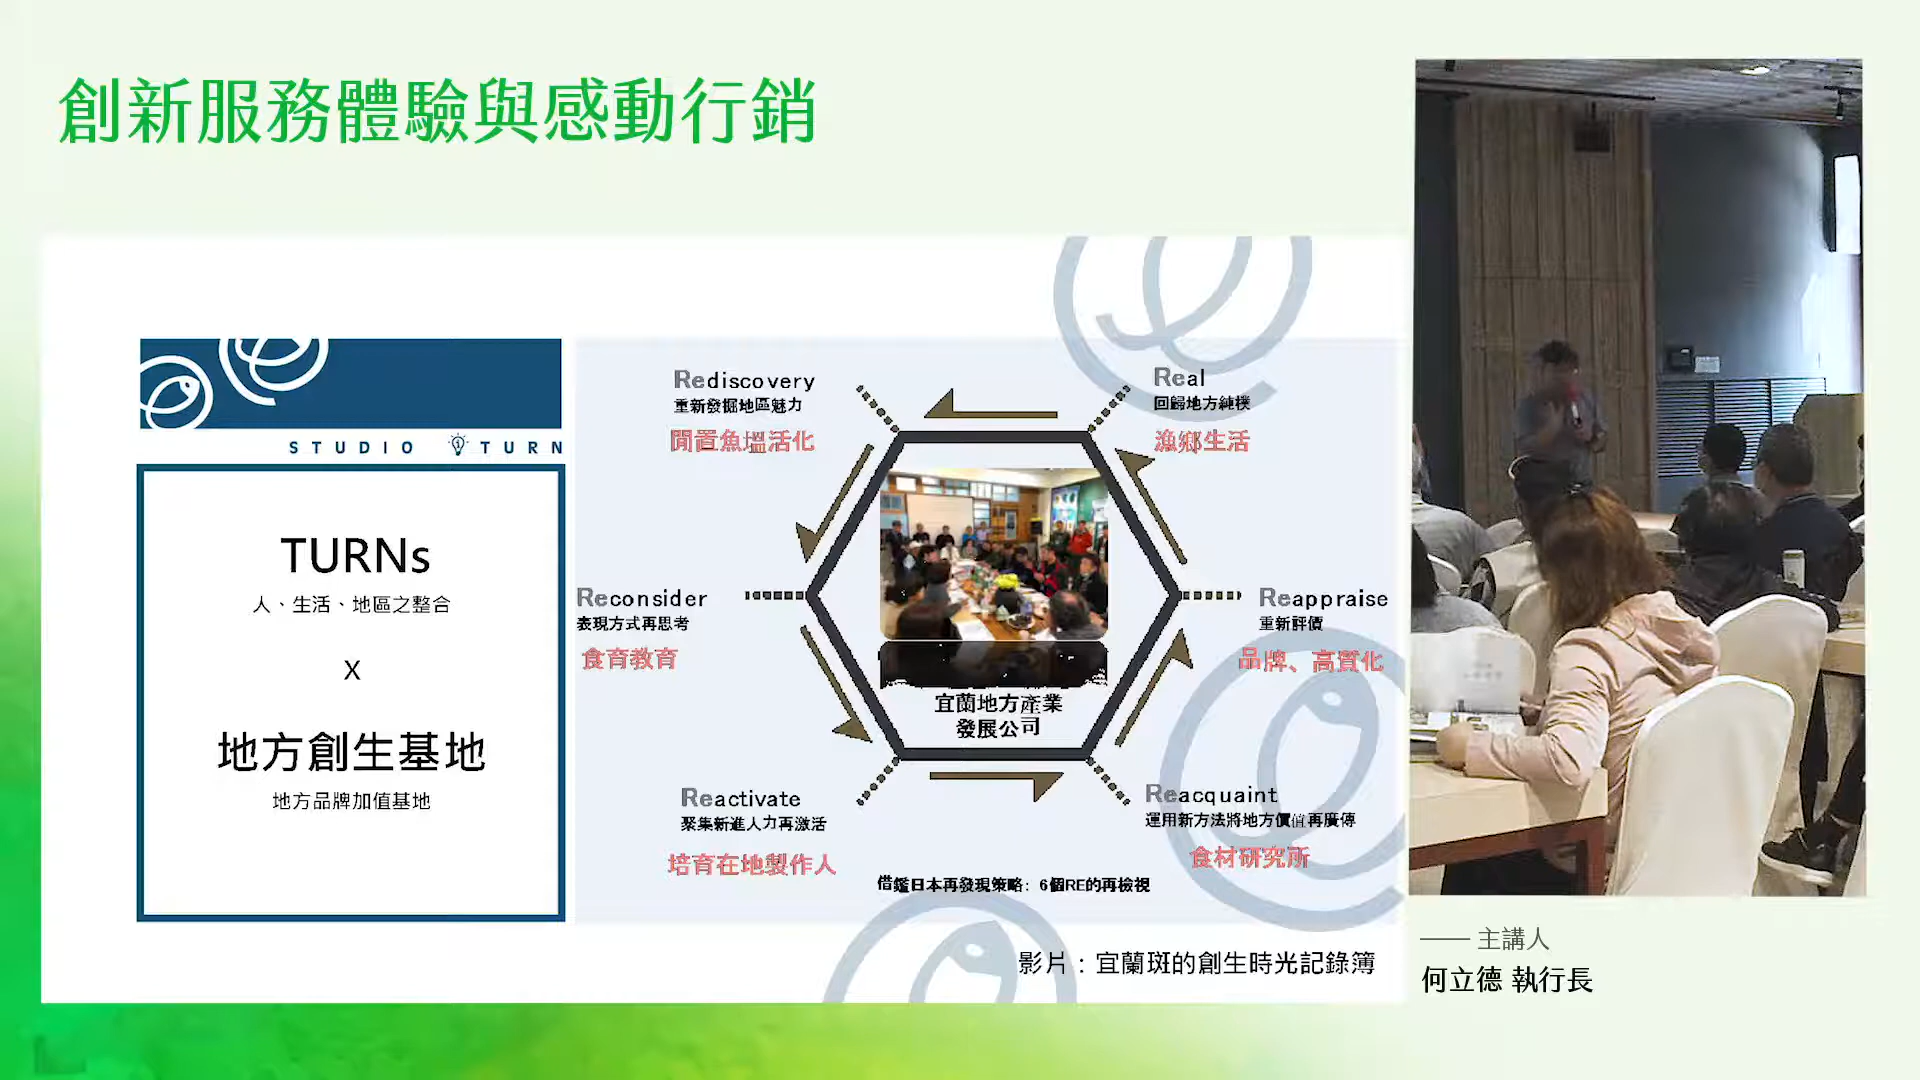 創新服務體驗與感動行銷
STUDIO TURN
TURNs
人、生活、地區之整合
X
地方創生基地
地方品牌加值基地
Rediscovery
重新發掘地區魅力
閒置魚塭活化
Real
回歸地方純樸
漁鄉生活
Reconsider
表現方式再思考
食育教育
Reappraise
重新評價
品牌、高質化
宜蘭地方產業
發展公司
Reactivate
聚集新進人力再激活
培育在地製作人
Reacquaint
運用新方法將地方價值再廣傳
食材研究所
借鑑日本再發現策略：6個RE的再檢視
影片：宜蘭斑的創生時光記錄簿
主講人
何立德 執行長